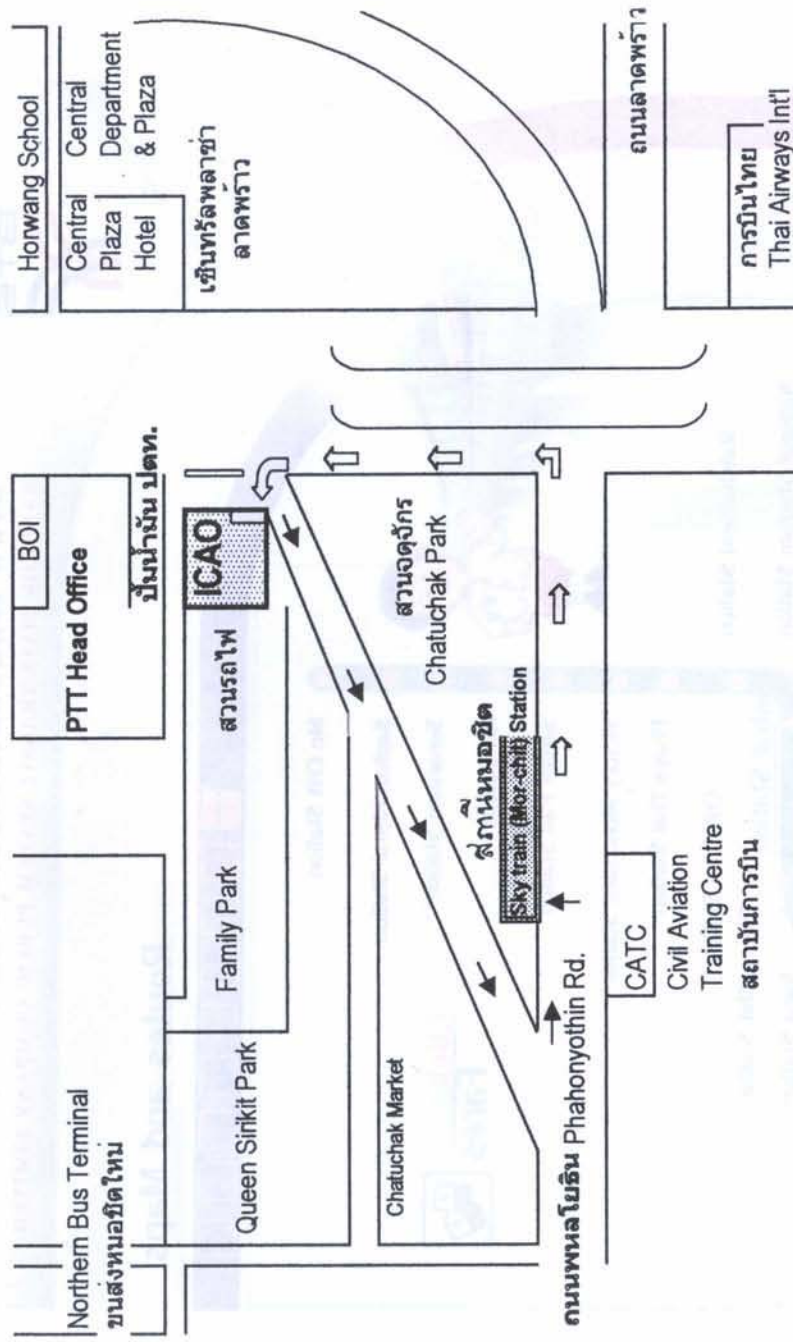 Northern Bus Terminal
ขนส่งหมอชิตใหม่
BOI
PTT Head Office
ปั๊มน้ำมัน ปตท.
Horwang School
Central
Plaza
Hotel
Central
Department
& Plaza
เซ็นทรัลพลาซ่า
ลาดพร้าว
Queen Sirikit Park
Family Park
สวนรถไฟ
ICAO
Chatuchak Market
สวนจตุจักร
Chatuchak Park
สถานีหมอชิต
Sky train (Mor-chit) Station
ถนนพหลโยธิน Phahonyothin Rd.
ถนนลาดพร้าว
CATC
Civil Aviation
Training Centre
สถาบันการบิน
การบินไทย
Thai Airways Int'l